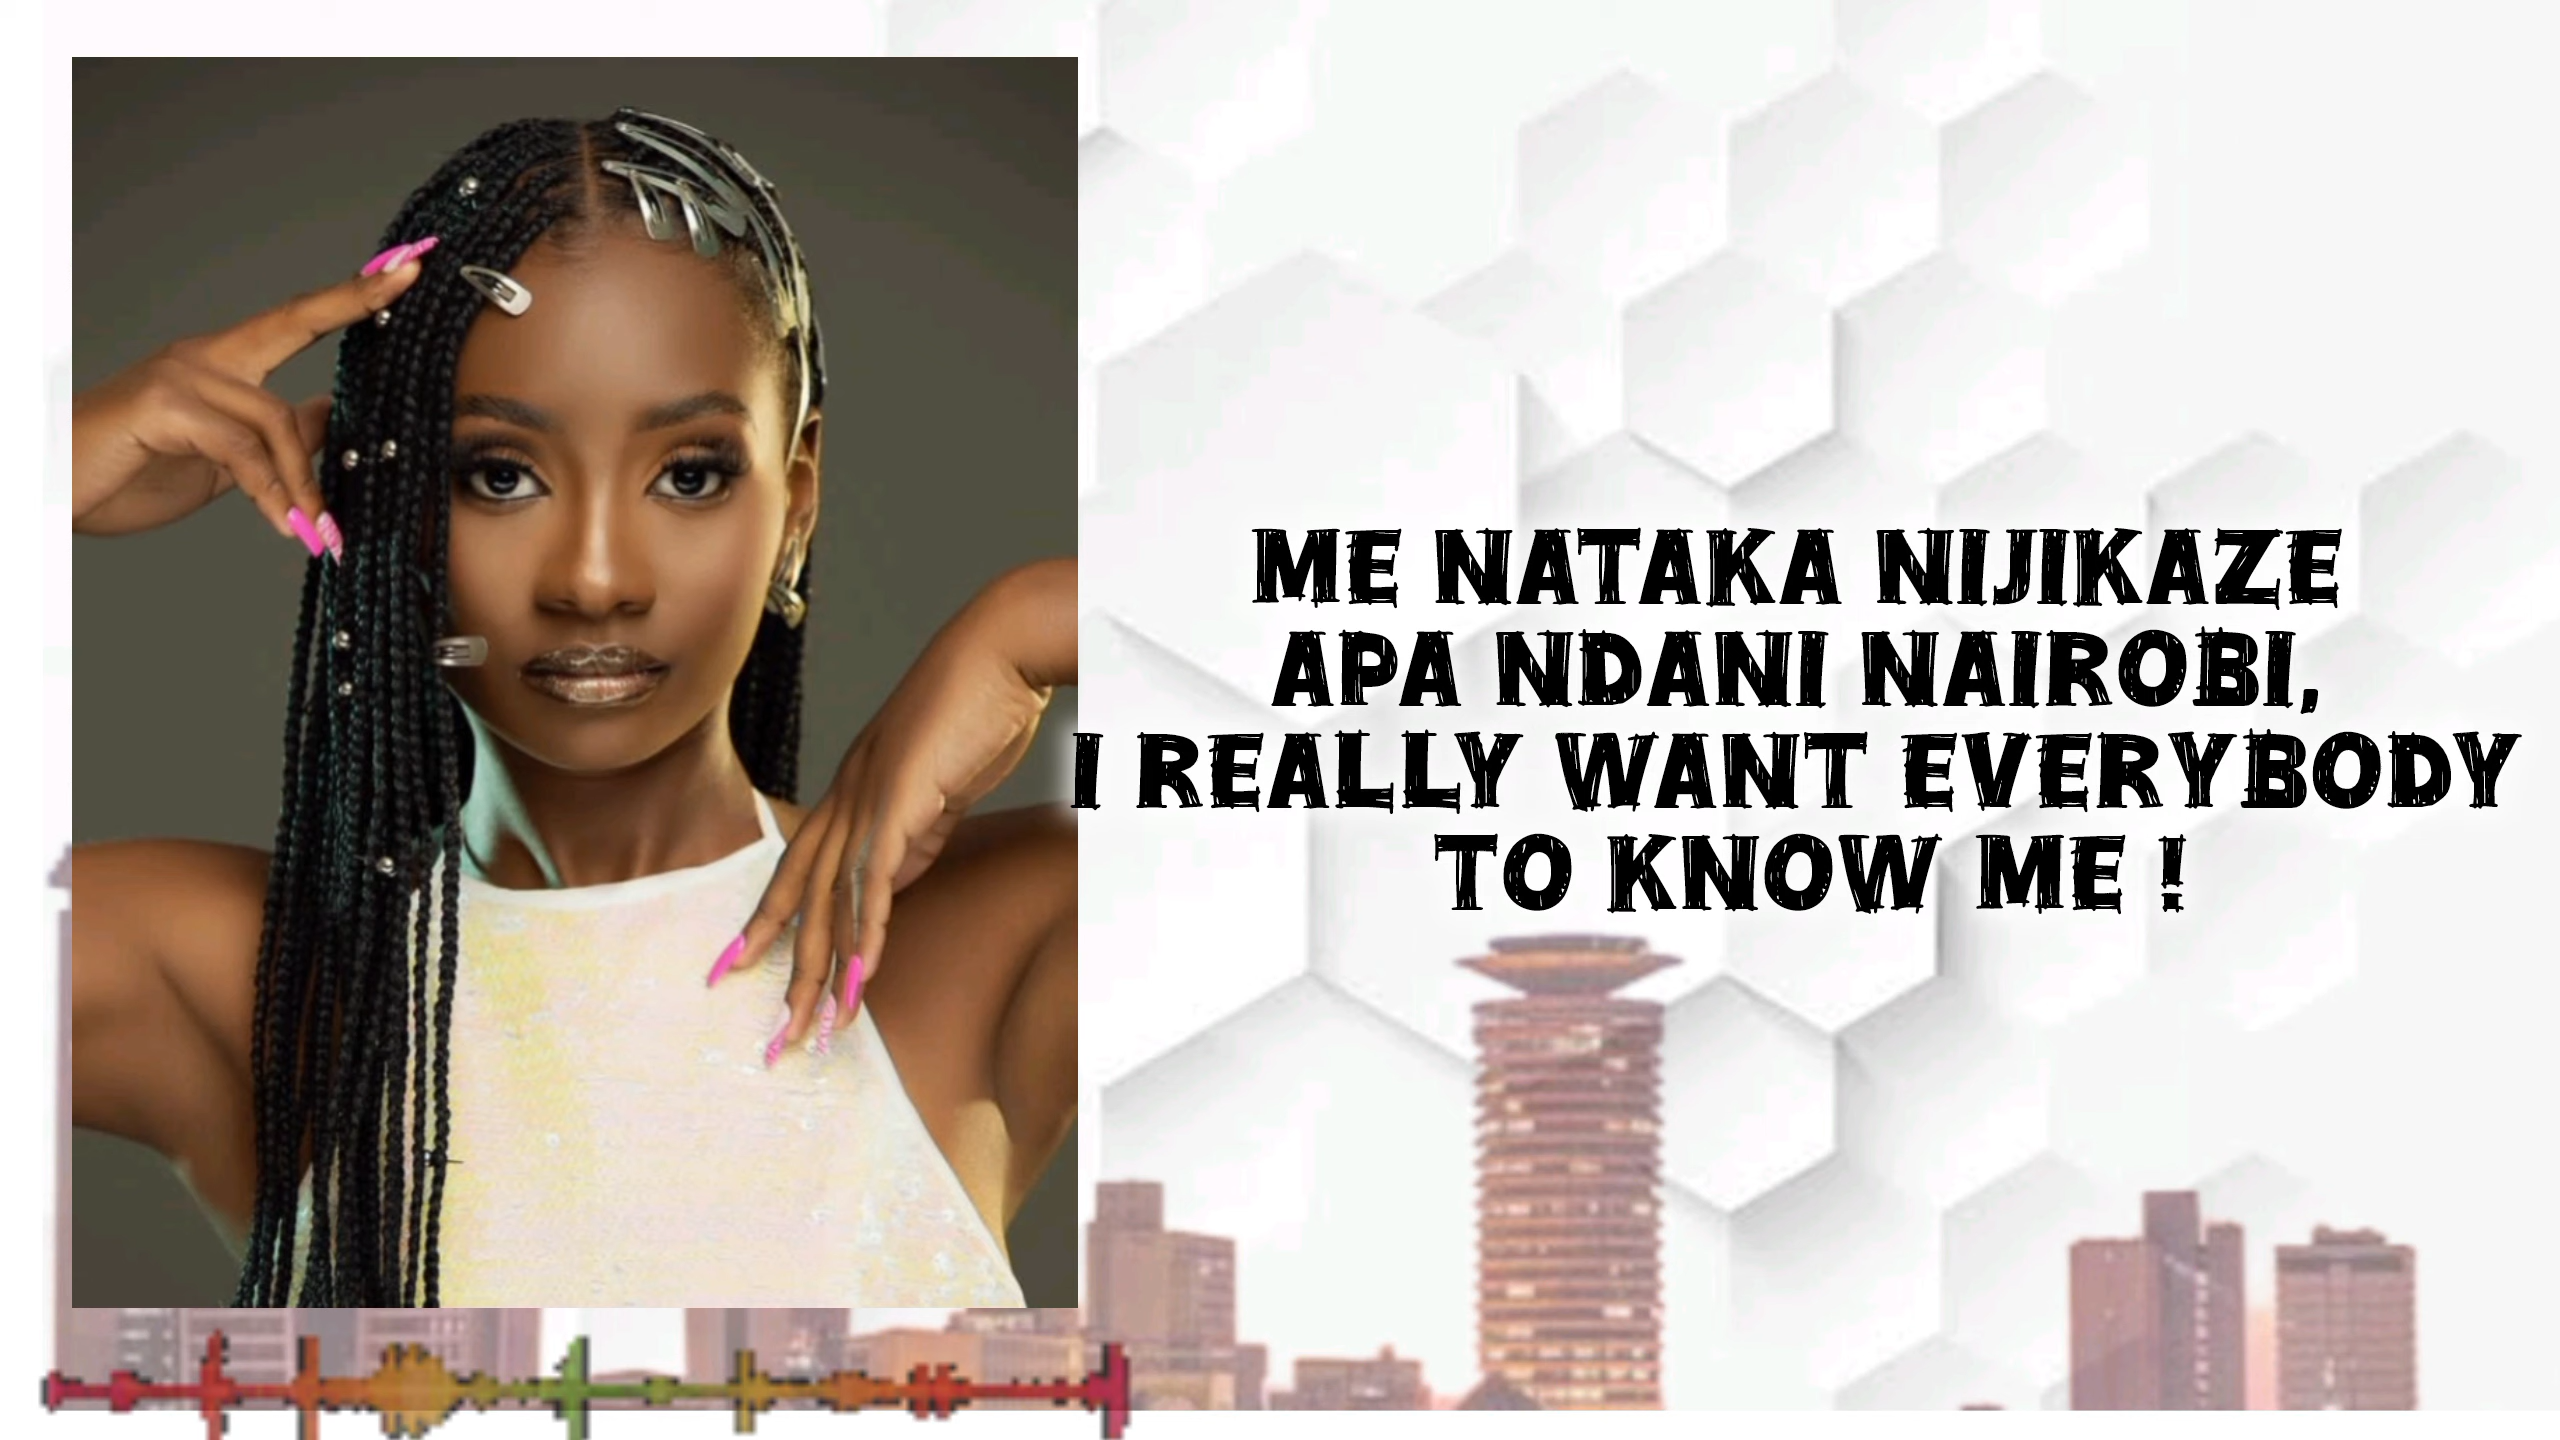 ME NATAKA NIJIKAZE
APA NDANI NAIROBI,
I REALLY WANT EVERYBODY
TO KNOW ME !